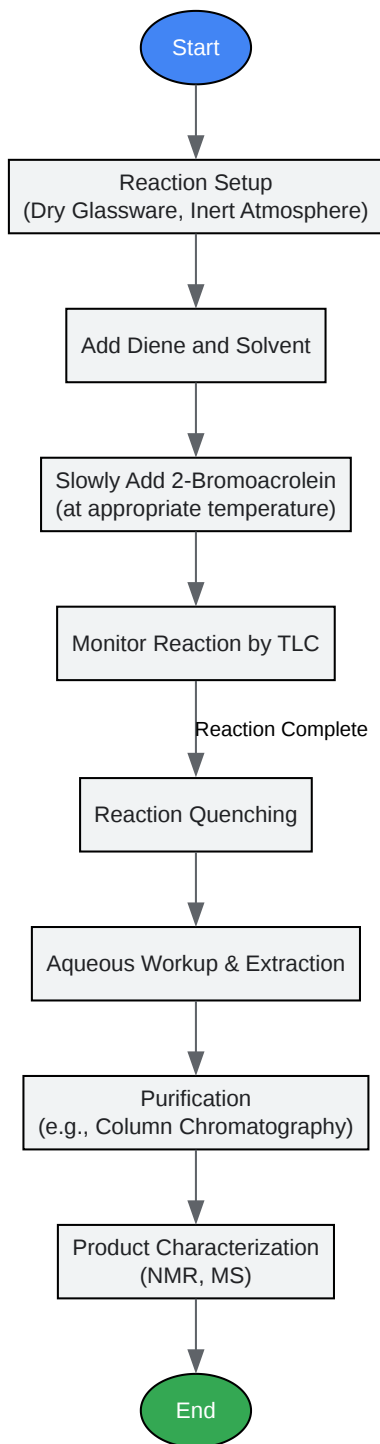 Start
Reaction Setup
(Dry Glassware, Inert Atmosphere)
Add Diene and Solvent
Slowly Add 2-Bromoacrolein
(at appropriate temperature)
Monitor Reaction by TLC
Reaction Complete
Reaction Quenching
Aqueous Workup & Extraction
Purification
(e.g., Column Chromatography)
Product Characterization
(NMR, MS)
End